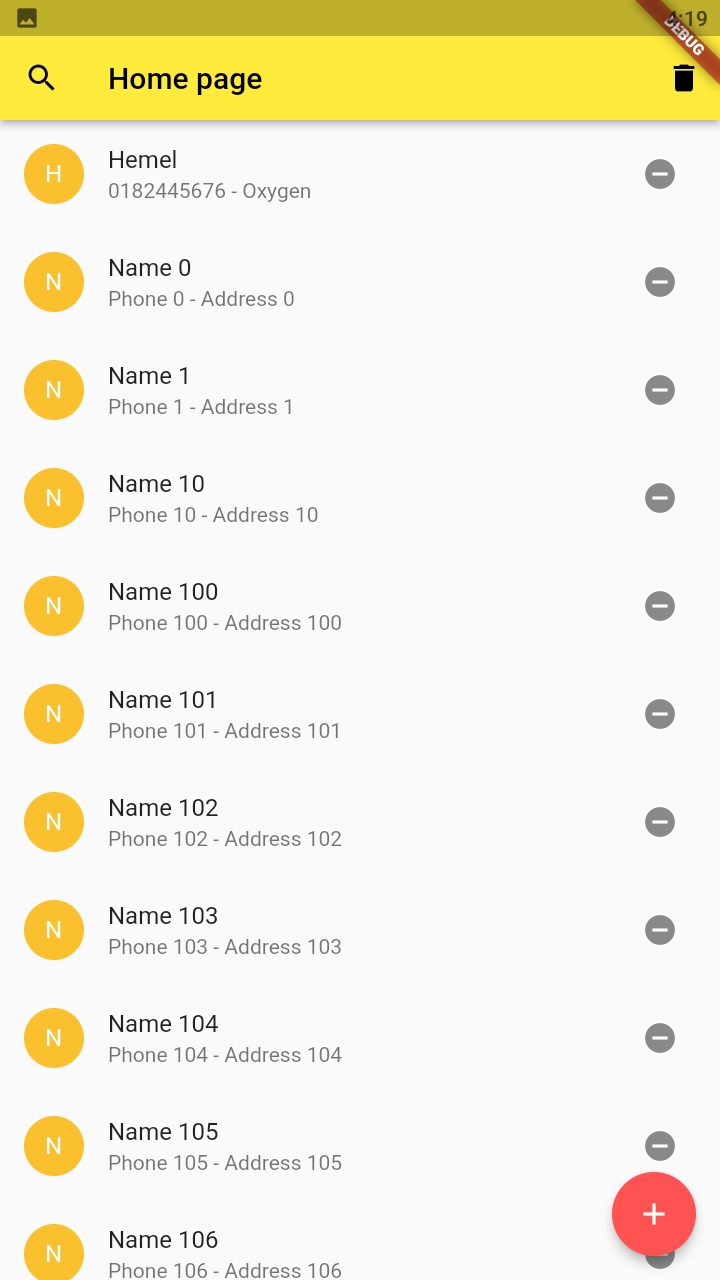 4:19
DEBUG
Home page
H
Hemel
0182445676 - Oxygen
N
Name 0
Phone 0 - Address 0
N
Name 1
Phone 1 - Address 1
N
Name 10
Phone 10 - Address 10
N
Name 100
Phone 100 - Address 100
N
Name 101
Phone 101 - Address 101
N
Name 102
Phone 102 - Address 102
N
Name 103
Phone 103 - Address 103
N
Name 104
Phone 104 - Address 104
N
Name 105
Phone 105 - Address 105
N
Name 106
Phone 106 - Address 106